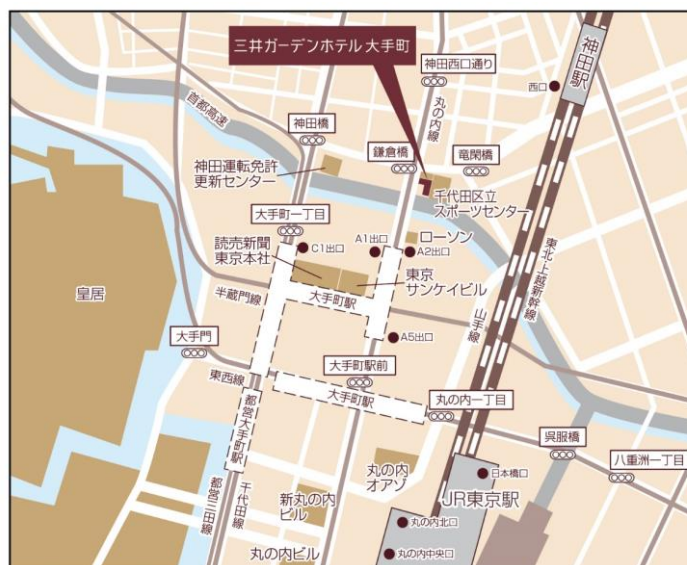 三井ガーデンホテル 大手町
神田駅
神田西口通り
西口
首都高速
神田橋
丸の内線
鎌倉橋
竜閑橋
神田運転免許
更新センター
千代田区立
スポーツセンター
大手町一丁目
読売新聞
東京本社
C1出口
A1出口
ローソン
A2出口
東京
サンケイビル
東北上越新幹線
皇居
半蔵門線
大手町駅
山手線
大手門
A5出口
大手町駅前
東西線
大手町駅
丸の内一丁目
呉服橋
都営大手町駅
八重洲一丁目
丸の内
オアゾ
日本橋口
JR東京駅
都営三田線
千代田線
新丸の内
ビル
丸の内北口
丸の内ビル
丸の内中央口